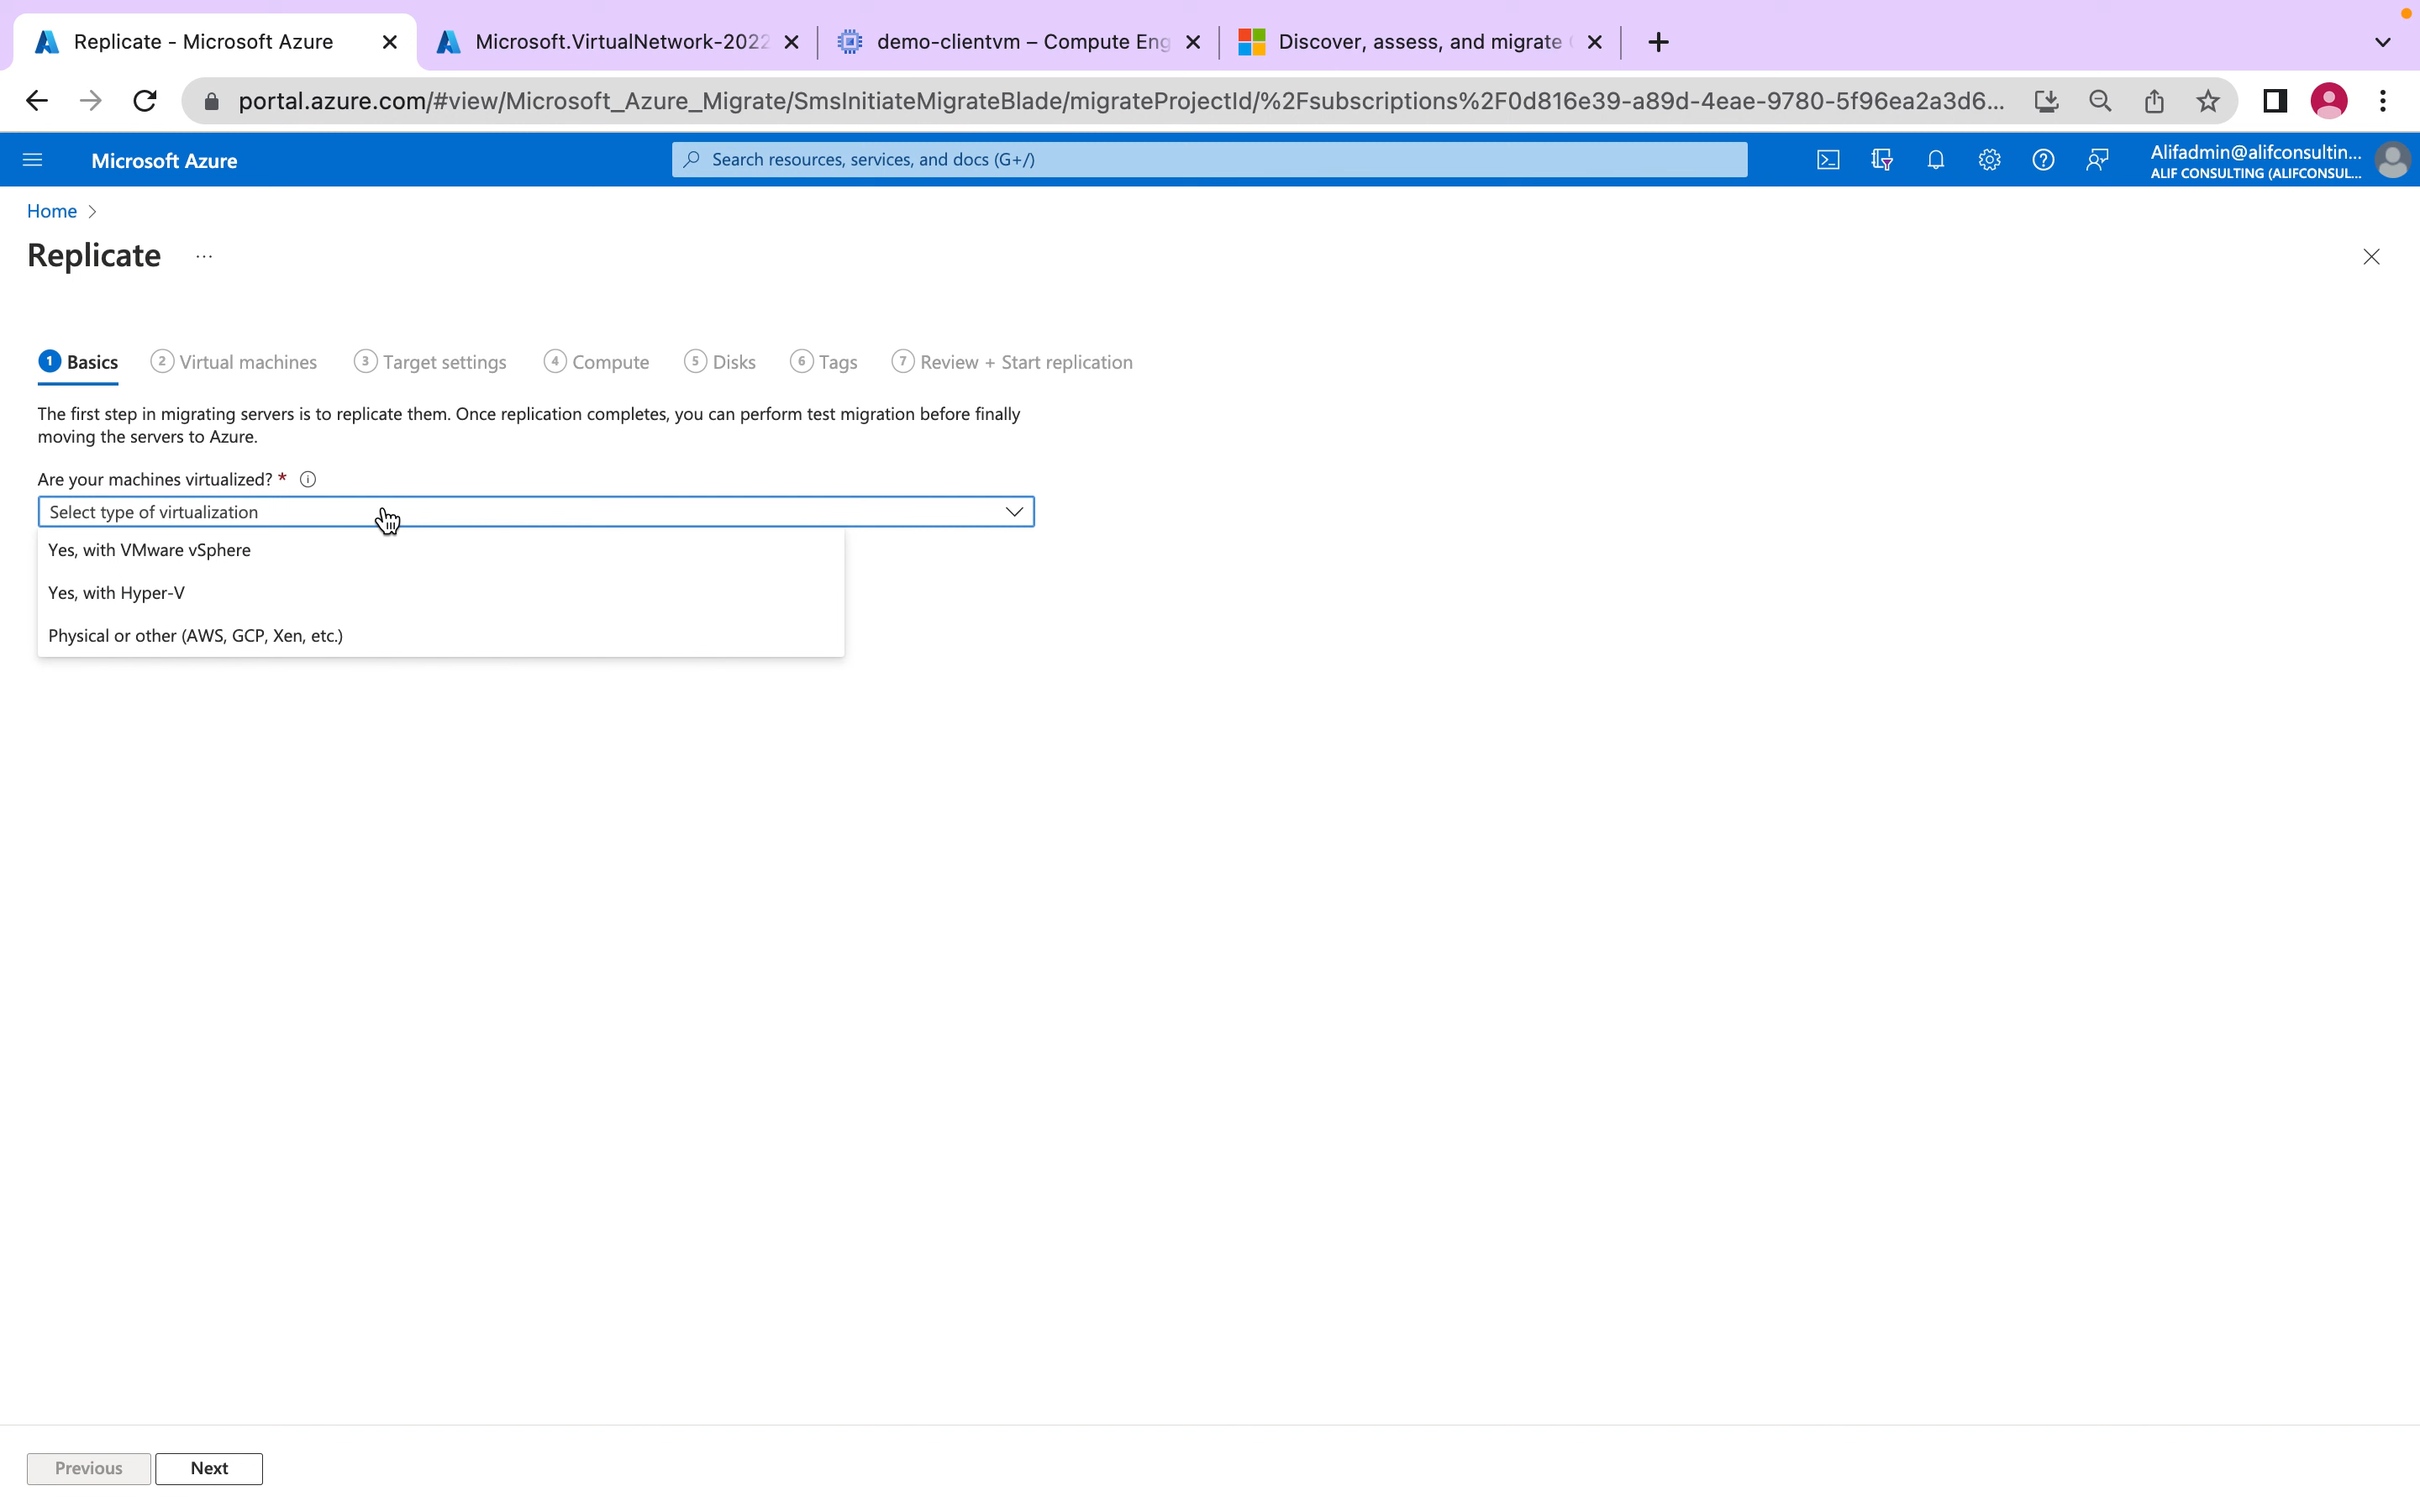 Replicate - Microsoft Azure
Microsoft.VirtualNetwork-2022
demo-clientvm – Compute Eng
Discover, assess, and migrate
portal.azure.com/#view/Microsoft_Azure_Migrate/SmsInitiateMigrateBlade/migrateProjectId/%2Fsubscriptions%2F0d816e39-a89d-4eae-9780-5f96ea2a3d6...
Microsoft Azure
Search resources, services, and docs (G+/)
Alifadmin@alifconsultin...
ALIF CONSULTING (ALIFCONSUL...
Home
Replicate ...
1 Basics 2 Virtual machines 3 Target settings 4 Compute 5 Disks 6 Tags 7 Review + Start replication
The first step in migrating servers is to replicate them. Once replication completes, you can perform test migration before finally
moving the servers to Azure.
Are your machines virtualized? *
Select type of virtualization
Yes, with VMware vSphere
Yes, with Hyper-V
Physical or other (AWS, GCP, Xen, etc.)
Previous Next